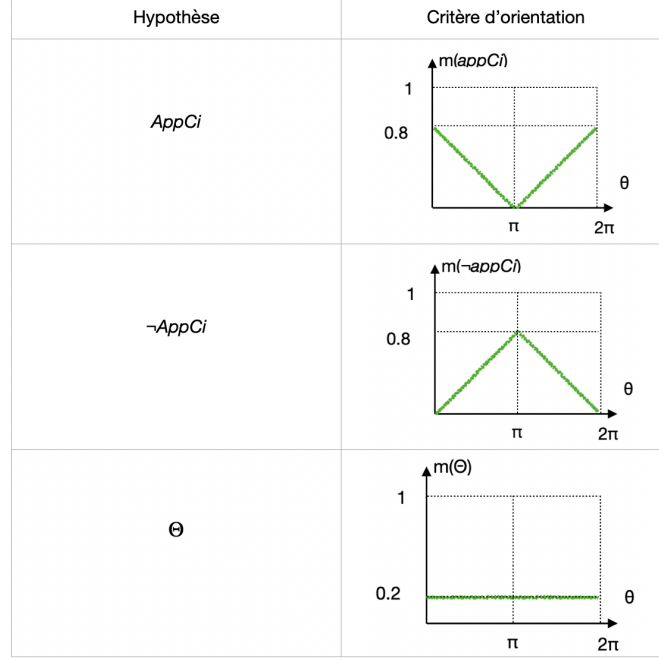 Hypothèse
Critère d'orientation
AppCi
m(appCi)
1
0.8
θ
π
2π
¬AppCi
m(¬appCi)
1
0.8
θ
π
2π
Θ
m(Θ)
1
0.2
θ
π
2π